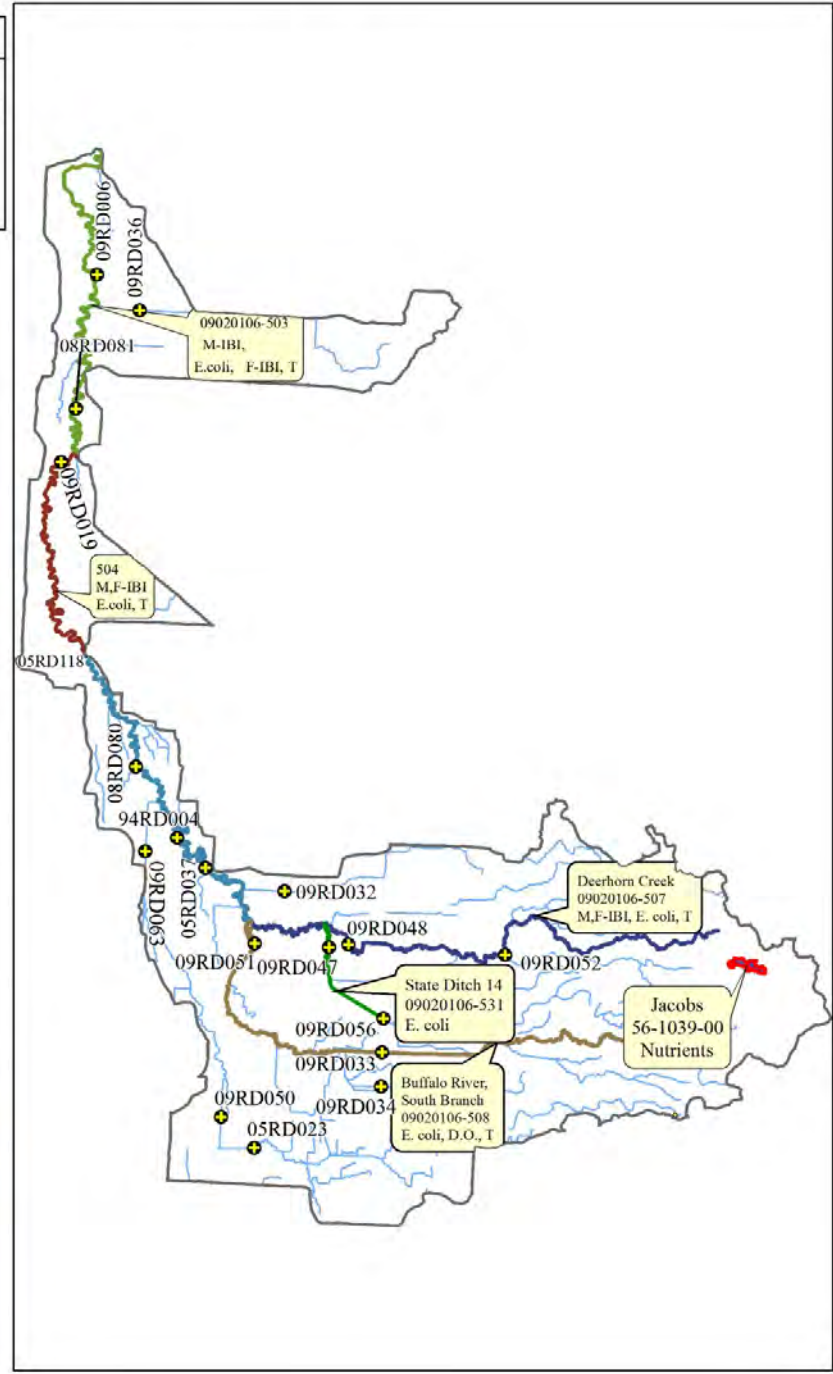 09RD006
09RD036
09020106-503
M-IBI,
E.coli, F-IBI, T
08RD081
09RD019
504
M,F-IBI
E.coli, T
05RD118
08RD080
94RD004
09RD063
05RD037
09RD032
Deerhorn Creek
09020106-507
M,F-IBI, E. coli, T
09RD048
09RD051
09RD047
09RD052
State Ditch 14
09020106-531
E. coli
Jacobs
56-1039-00
Nutrients
09RD056
09RD033
Buffalo River,
South Branch
09020106-508
E. coli, D.O., T
09RD034
09RD050
05RD023